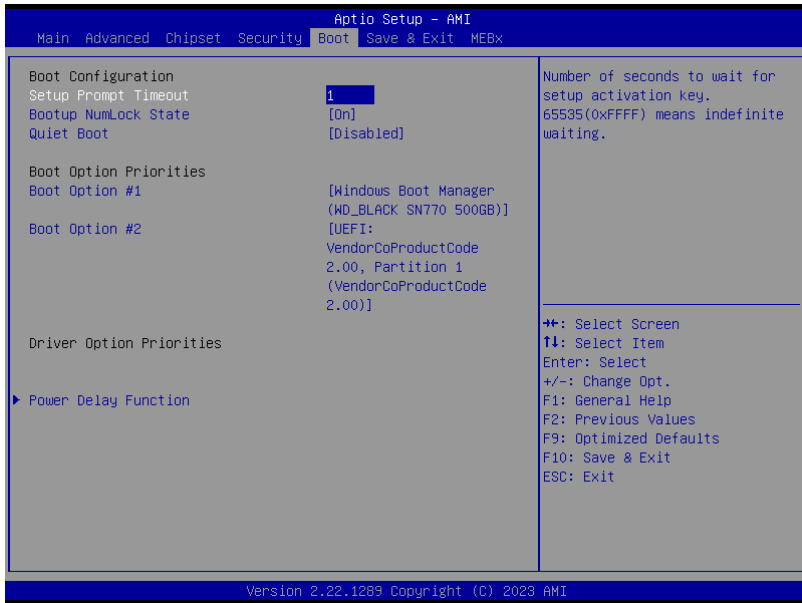 Aptio Setup – AMI
Main Advanced Chipset Security Boot Save & Exit MEBx
Boot Configuration
Setup Prompt Timeout 1
Bootup NumLock State [On]
Quiet Boot [Disabled]
Boot Option Priorities
Boot Option #1 [Windows Boot Manager
(WD_BLACK SN770 500GB)]
Boot Option #2 [UEFI:
VendorCoProductCode
2.00, Partition 1
(VendorCoProductCode
2.00)]
Driver Option Priorities
Power Delay Function
Number of seconds to wait for
setup activation key.
65535(0xFFFF) means indefinite
waiting.
→←: Select Screen
↑↓: Select Item
Enter: Select
+/-: Change Opt.
F1: General Help
F2: Previous Values
F9: Optimized Defaults
F10: Save & Exit
ESC: Exit
Version 2.22.1289 Copyright (C) 2023 AMI